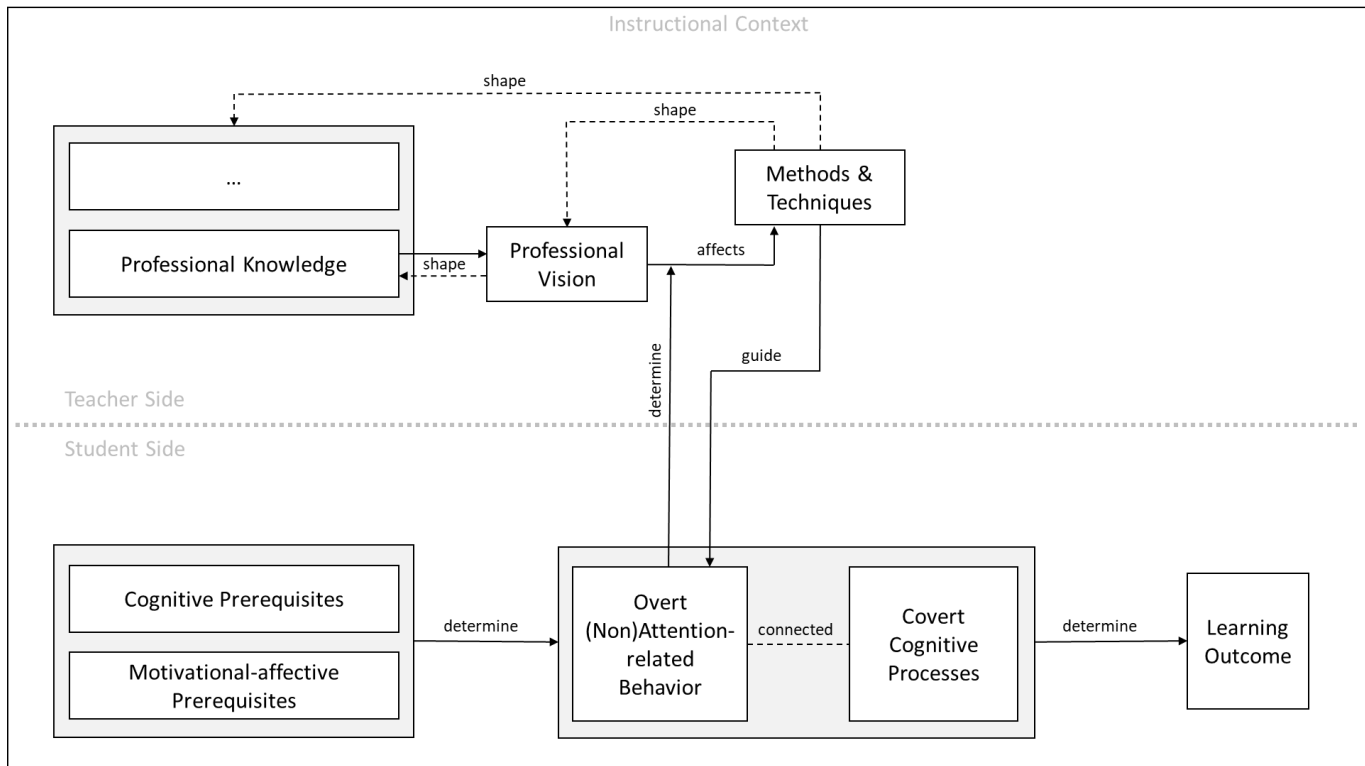 Instructional Context
shape
shape
...
Methods &
Techniques
Professional Knowledge
shape
Professional
Vision
affects
determine
guide
Teacher Side
Student Side
Cognitive Prerequisites
Motivational-affective
Prerequisites
determine
Overt
(Non)Attention-
related
Behavior
connected
Covert
Cognitive
Processes
determine
Learning
Outcome